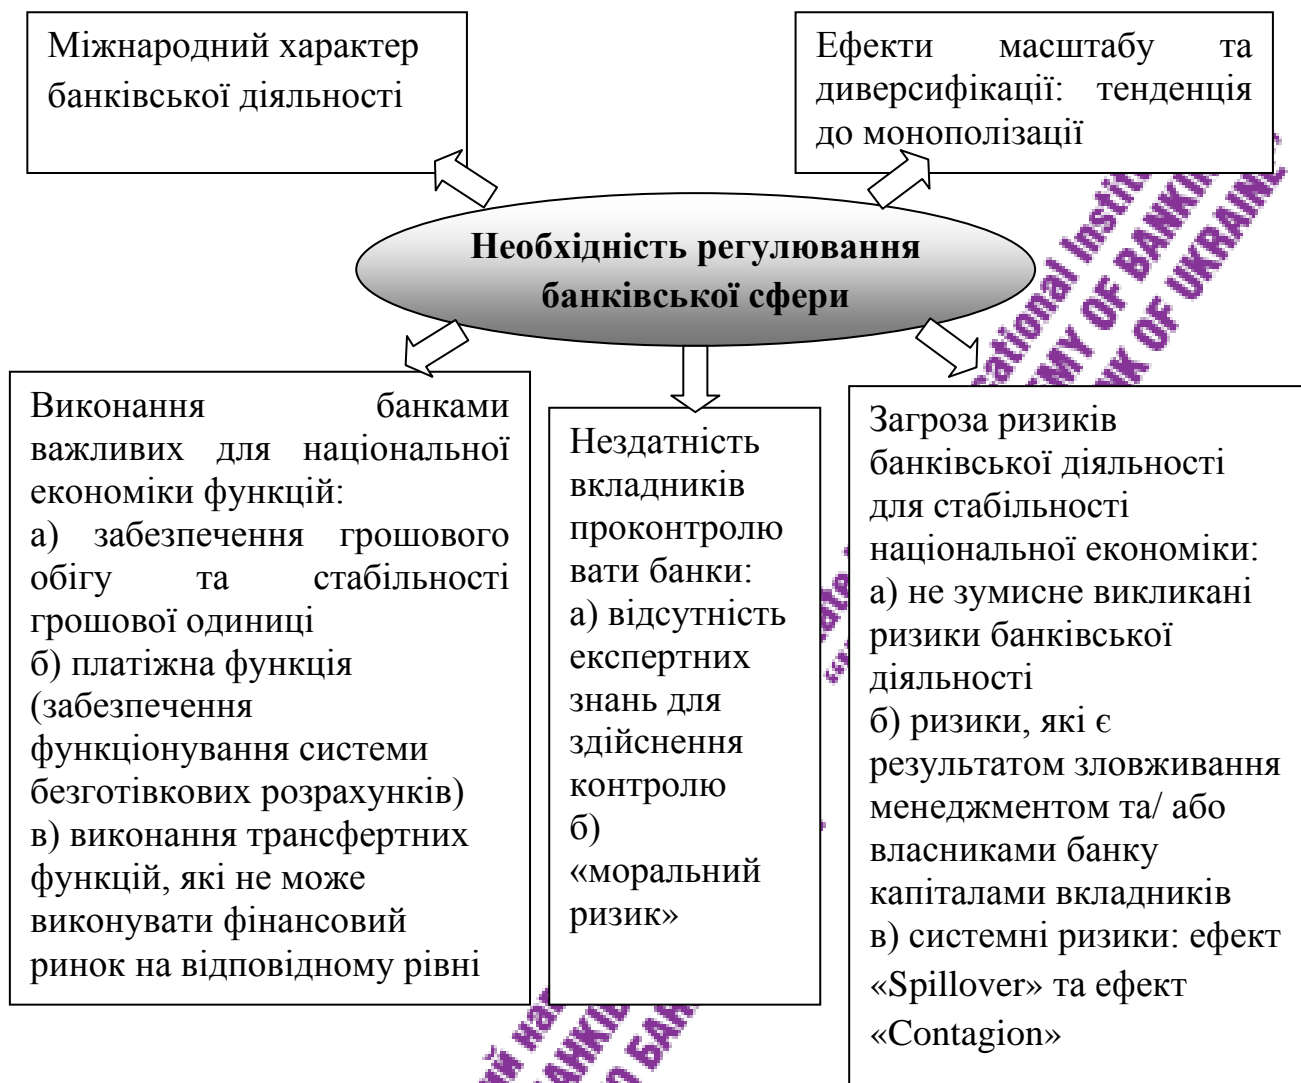 Міжнародний характер
банківської діяльності
Ефекти масштабу та
диверсифікації: тенденція
до монополізації
Необхідність регулювання
банківської сфери
Виконання банками
важливих для національної
економіки функцій:
а) забезпечення грошового
обігу та стабільності
грошової одиниці
б) платіжна функція
(забезпечення
функціонування системи
безготівкових розрахунків)
в) виконання трансфертних
функцій, які не може
виконувати фінансовий
ринок на відповідному рівні
Нездатність
вкладників
проконтролю
вати банки:
а) відсутність
експертних
знань для
здійснення
контролю
б)
«моральний
ризик»
Загроза ризиків
банківської діяльності
для стабільності
національної економіки:
а) не зумисне викликані
ризики банківської
діяльності
б) ризики, які є
результатом зловживання
менеджментом та/ або
власниками банку
капіталами вкладників
в) системні ризики: ефект
«Spillover» та ефект
«Contagion»
OF BANKIN
OF UKRAINE